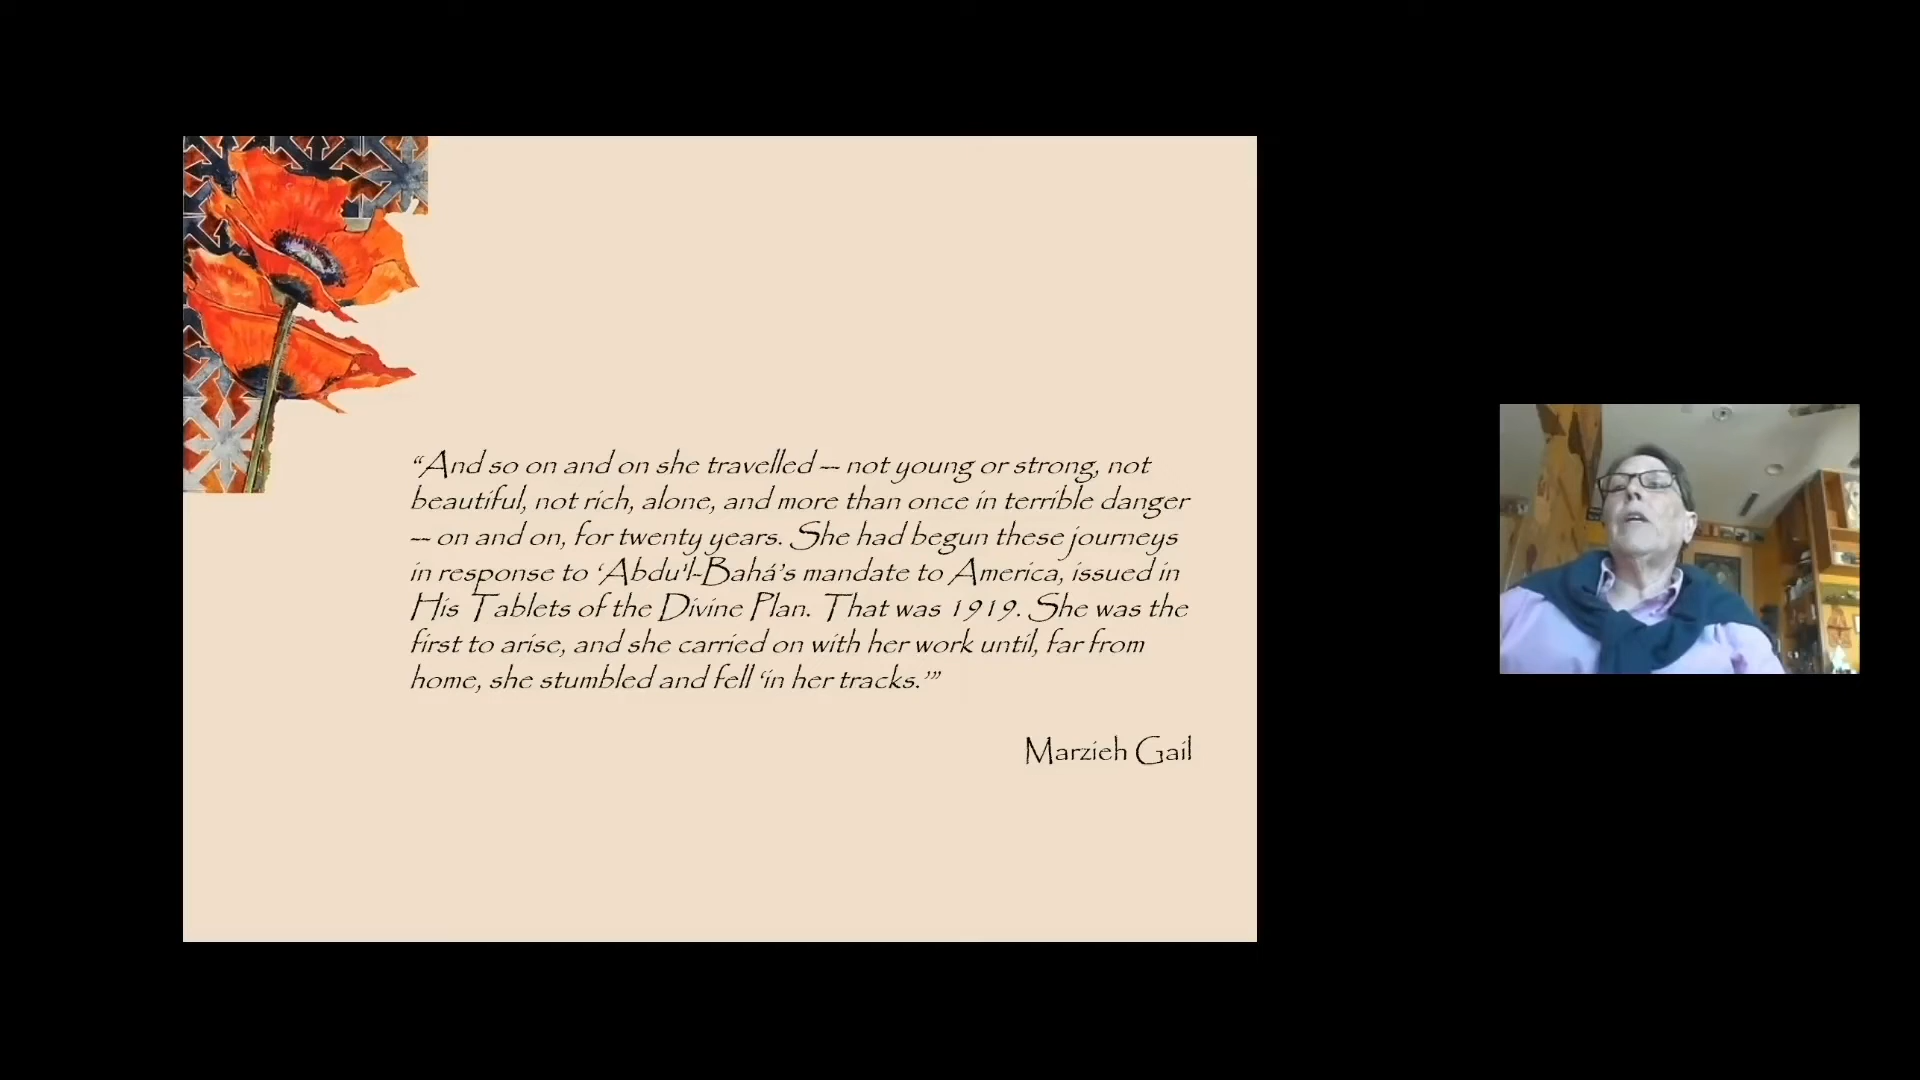 “And so on and on she travelled -- not young or strong, not
beautiful, not rich, alone, and more than once in terrible danger
-- on and on, for twenty years. She had begun these journeys
in response to ‘Abdu'l-Bahá’s mandate to America, issued in
His Tablets of the Divine Plan. That was 1919. She was the
first to arise, and she carried on with her work until, far from
home, she stumbled and fell ‘in her tracks.’”
Marzieh Gail